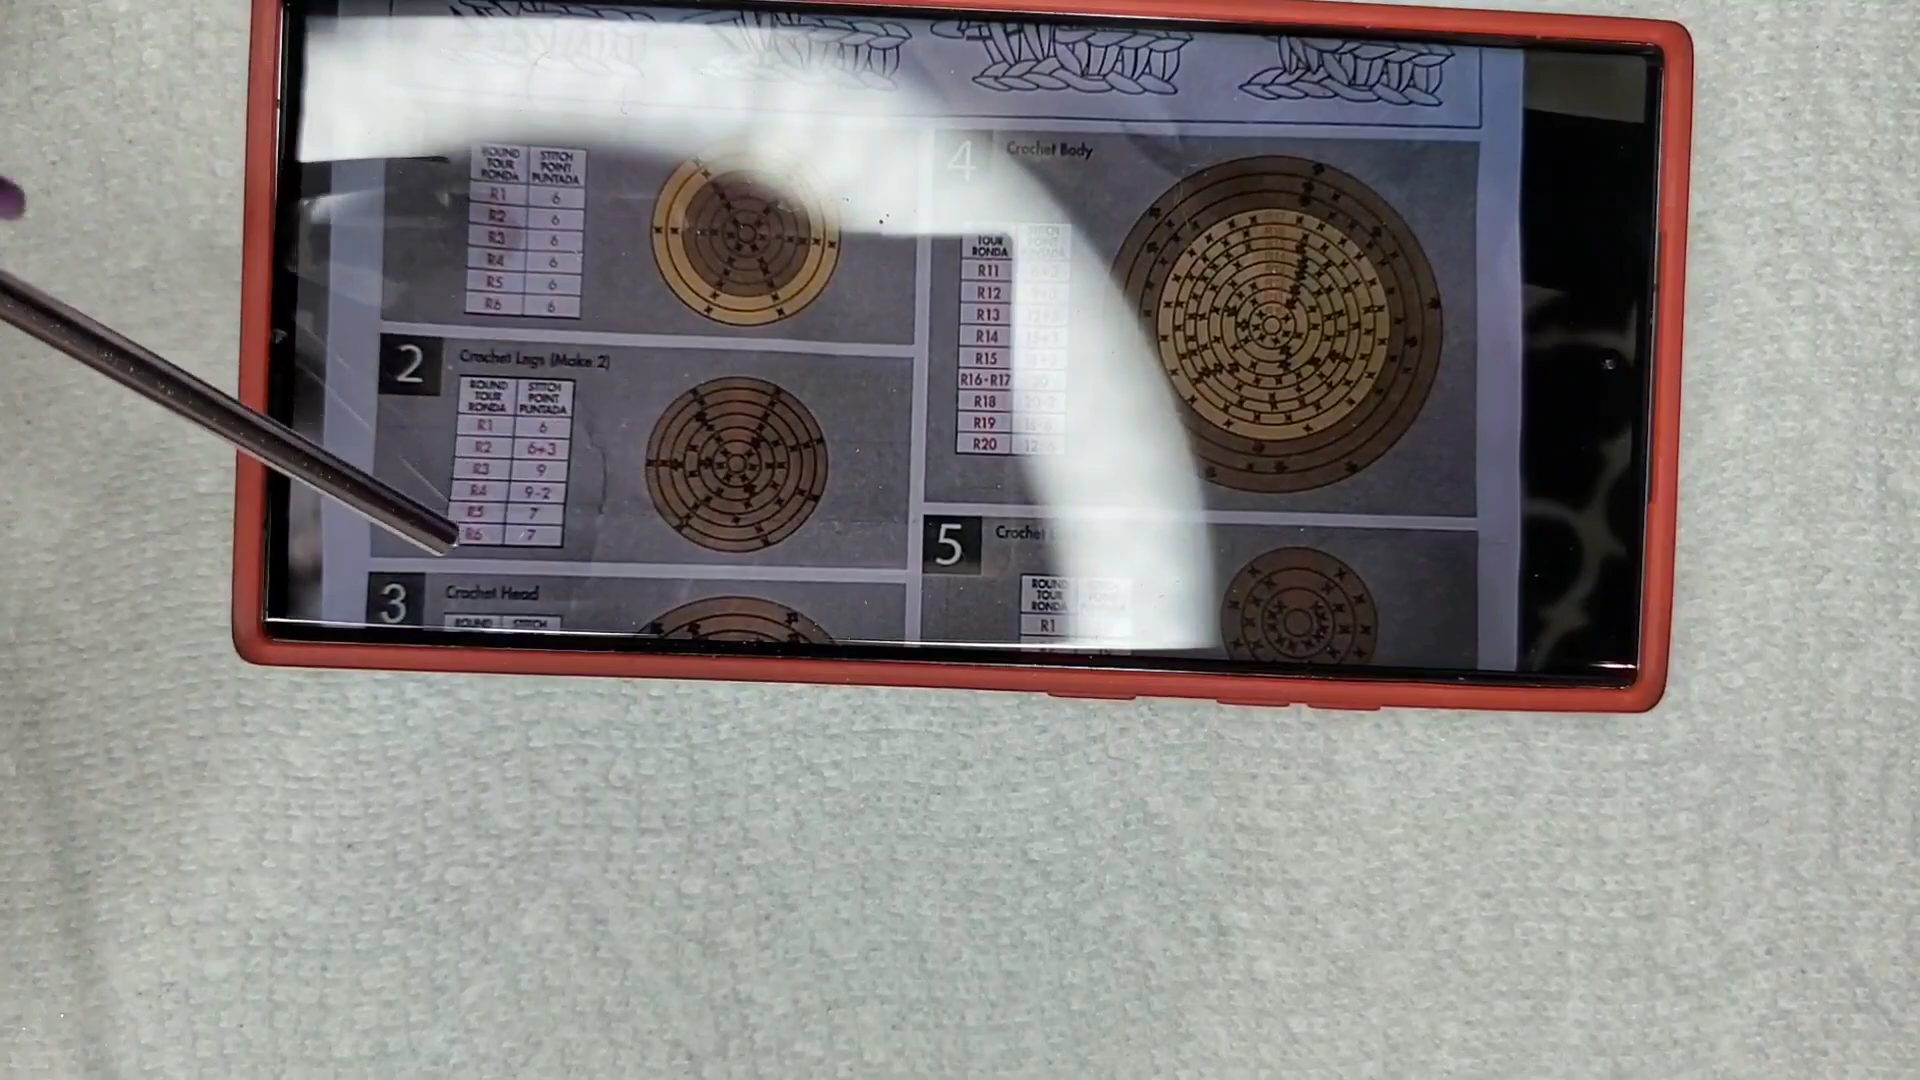 ROUND STITCH
TOUR POINT
RONDA PUNTADA
R1 6
R2 6
R3 6
R4 6
R5 6
R6 6
2 Crochet Legs (Make 2)
ROUND STITCH
TOUR POINT
RONDA PUNTADA
R1 6
R2 6+3
R3 9
R4 9-2
R5 7
R6 7
3 Crochet Head
ROUND STITCH
4 Crochet Body
TOUR POINT
RONDA PUNTADA
R11
R12
R13
R14
R15
R16-R17 20
R18
R19
R20
5 Crochet
ROUND
TOUR
RONDA
R1